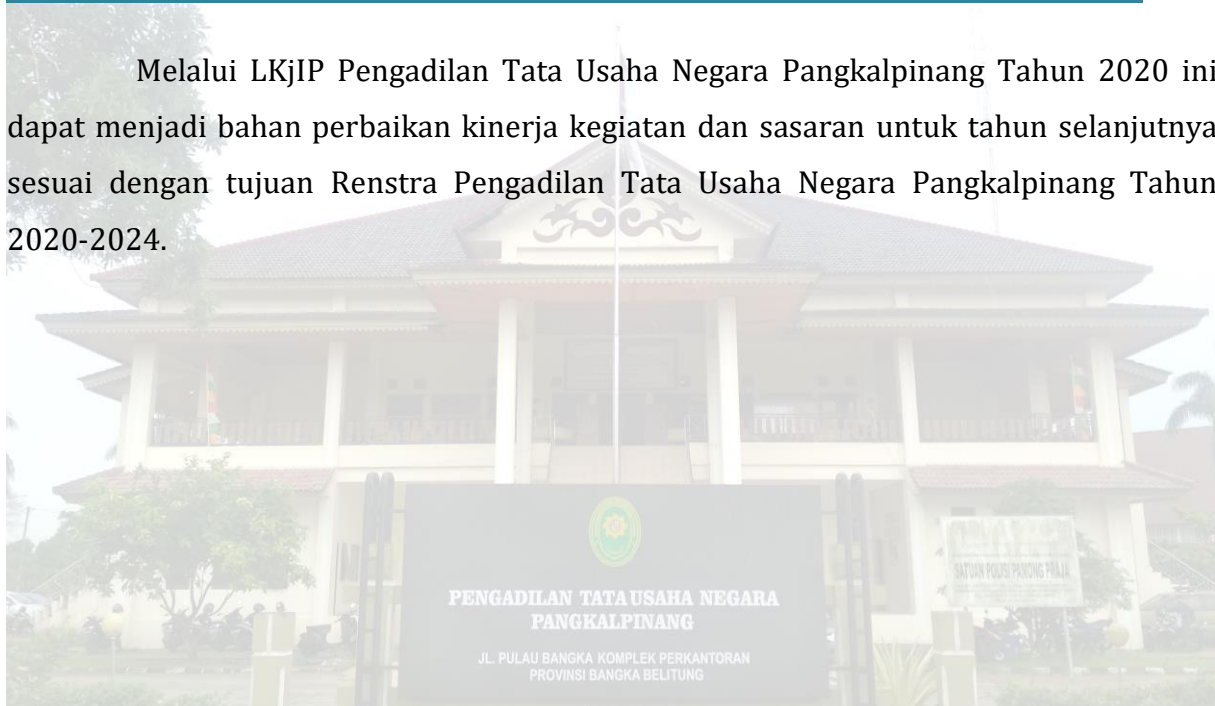 Melalui LKjIP Pengadilan Tata Usaha Negara Pangkalpinang Tahun 2020 ini
dapat menjadi bahan perbaikan kinerja kegiatan dan sasaran untuk tahun selanjutnya
sesuai dengan tujuan Renstra Pengadilan Tata Usaha Negara Pangkalpinang Tahun
2020-2024.
PENGADILAN TATA USAHA NEGARA
PANGKALPINANG
JL. PULAU BANGKA KOMPLEK PERKANTORAN
PROVINSI BANGKA BELITUNG
SATUAN POLISI PAMONG PRAJA